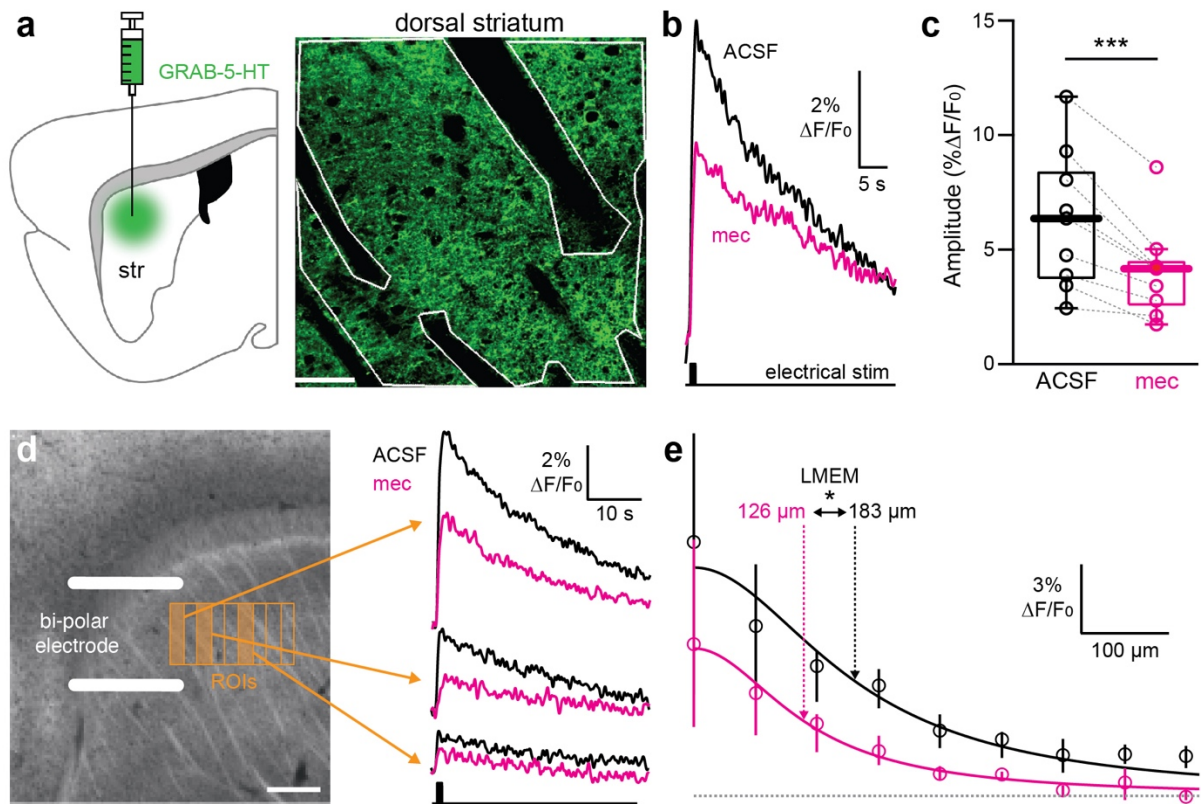 a
GRAB-5-HT
str
dorsal striatum
b
ACSF
mec
2%
ΔF/F₀
5 s
electrical stim
c
***
Amplitude (%ΔF/F₀)
15
10
5
0
ACSF
mec
d
bi-polar
electrode
ROIs
ACSF
mec
2%
ΔF/F₀
10 s
e
LMEM
*
126 µm
183 µm
3%
ΔF/F₀
100 µm